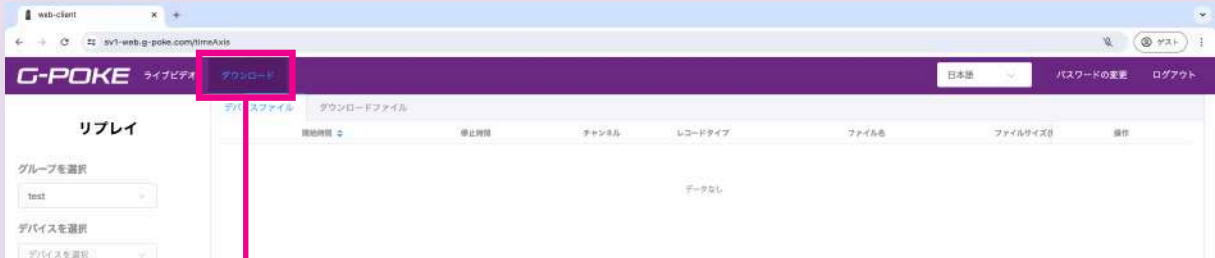 web-client
sv1-web.g-poke.com/timeAxis
ゲスト
G-POKE ライブビデオ ダウンロード 日本語 パスワードの変更 ログアウト
デバイスファイル ダウンロードファイル
リプレイ
開始時間 停止時間 チャンネル レコードタイプ ファイル名 ファイルサイズ 操作
グループを選択
test
データなし
デバイスを選択
デバイスを選択